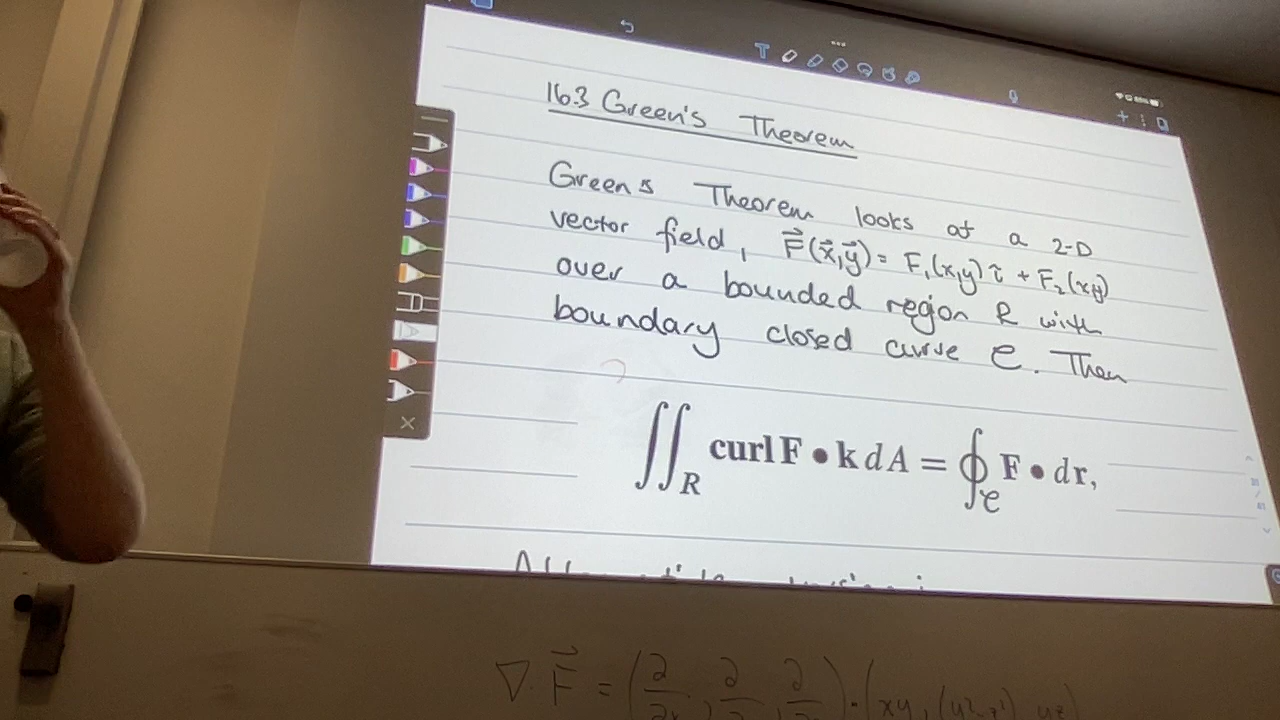 16.3 Green's Theorem
Green's Theorem looks at a 2-D
vector field, F⃗(x⃗,y⃗) = F₁(x,y) î + F₂(x,y)
over a bounded region R with
boundary closed curve C. Then
∬_R curl F • k dA = ∮_C F • dr,
∇· F⃗ = (∂/∂x, ∂/, ∂/) • (xy,